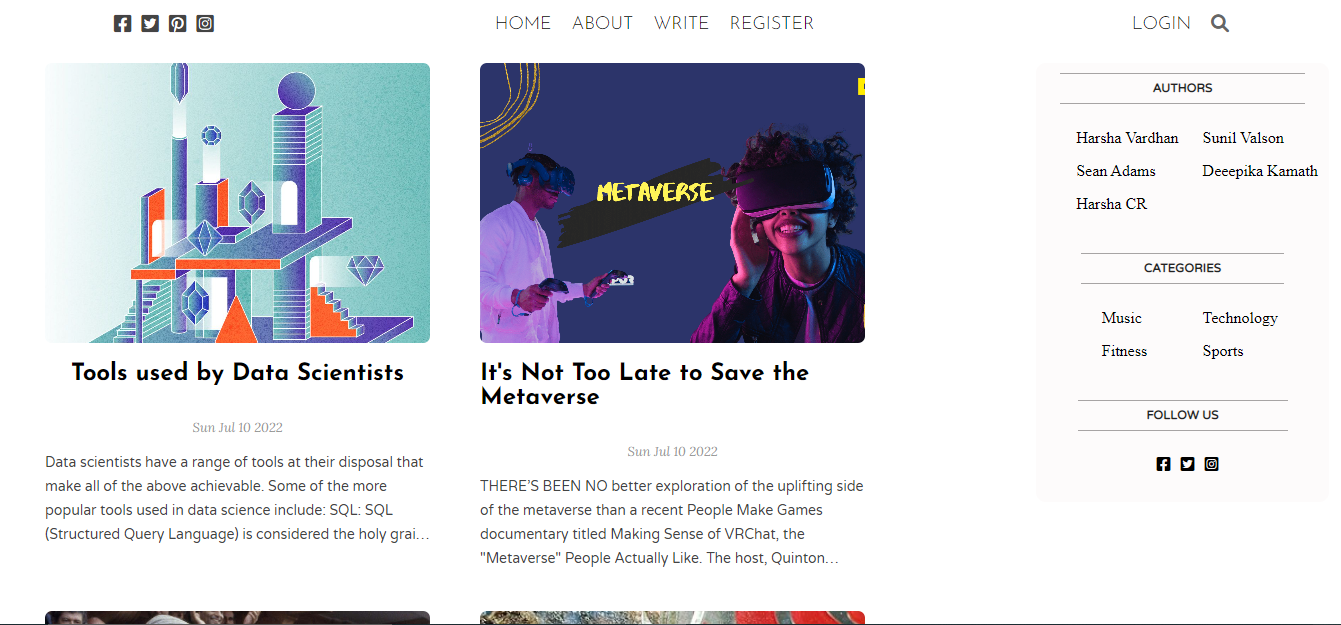 HOME ABOUT WRITE REGISTER LOGIN
METAVERSE
Tools used by Data Scientists
Sun Jul 10 2022
Data scientists have a range of tools at their disposal that
make all of the above achievable. Some of the more
popular tools used in data science include: SQL: SQL
(Structured Query Language) is considered the holy grai…
It's Not Too Late to Save the
Metaverse
Sun Jul 10 2022
THERE’S BEEN NO better exploration of the uplifting side
of the metaverse than a recent People Make Games
documentary titled Making Sense of VRChat, the
"Metaverse" People Actually Like. The host, Quinton…
AUTHORS
Harsha Vardhan Sunil Valson
Sean Adams Deeepika Kamath
Harsha CR
CATEGORIES
Music Technology
Fitness Sports
FOLLOW US